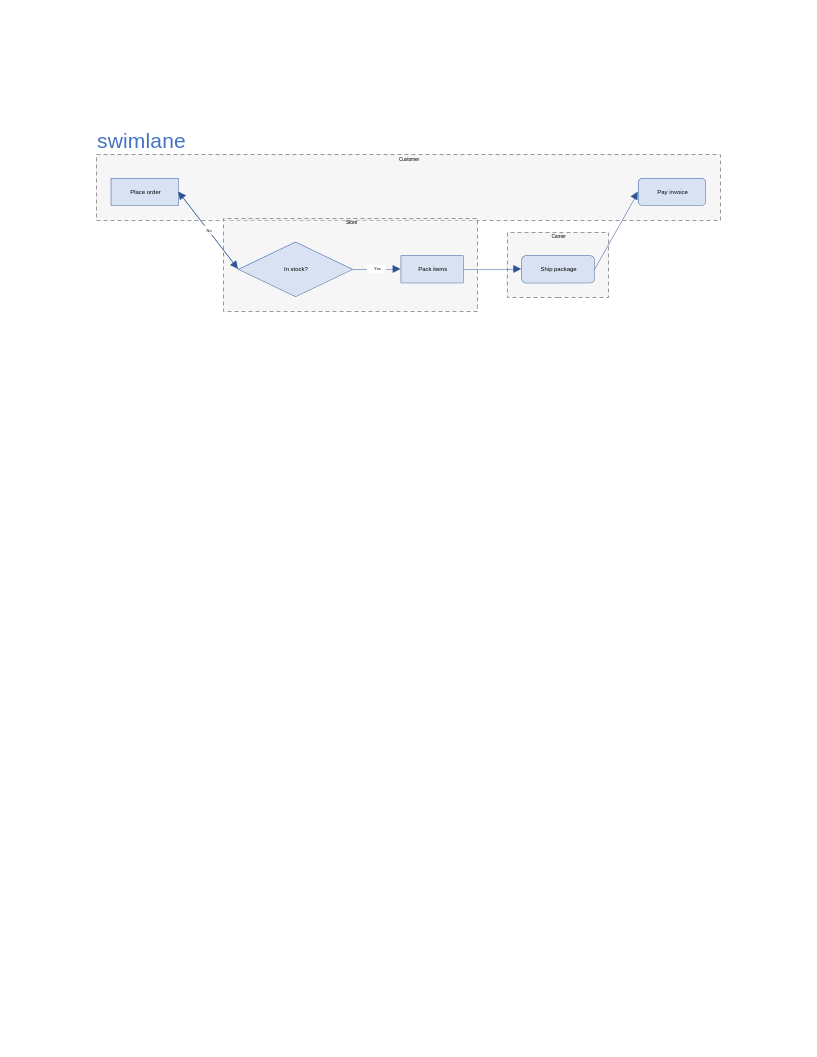 swimlane
Customer
Place order
Pay invoice
No
Store
Carrier
In stock?
Yes
Pack items
Ship package